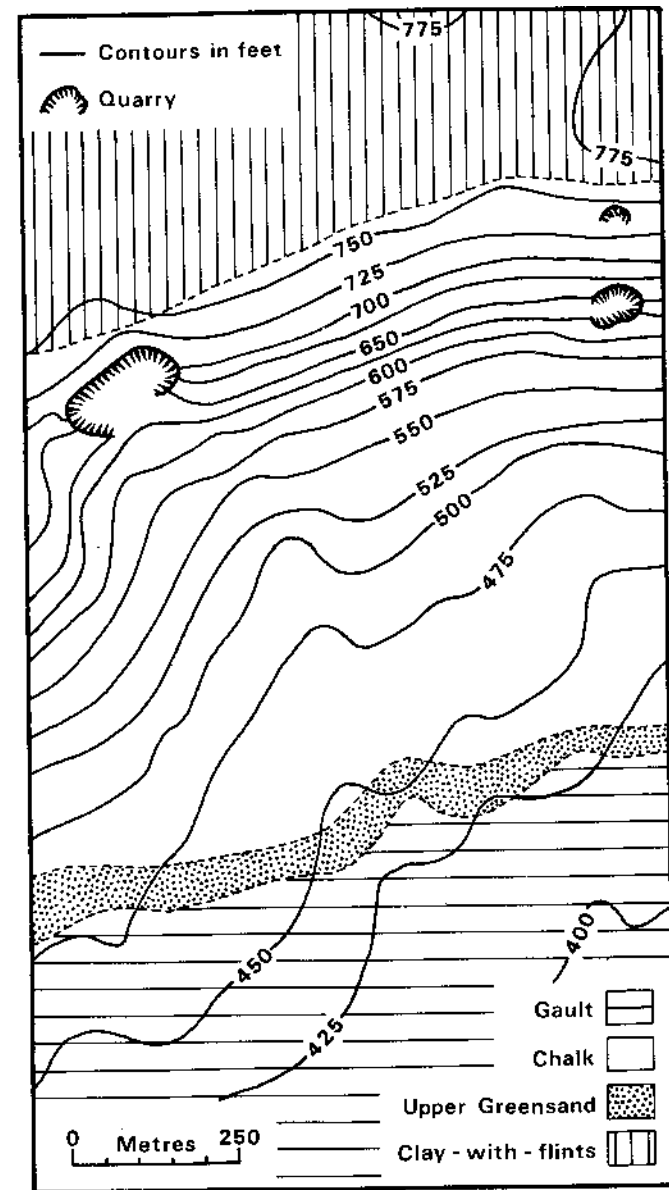 775
Contours in feet
Quarry
775
750
725
700
650
600
575
550
525
500
475
450
425
400
Gault
Chalk
Upper Greensand
Clay - with - flints
0 Metres 250